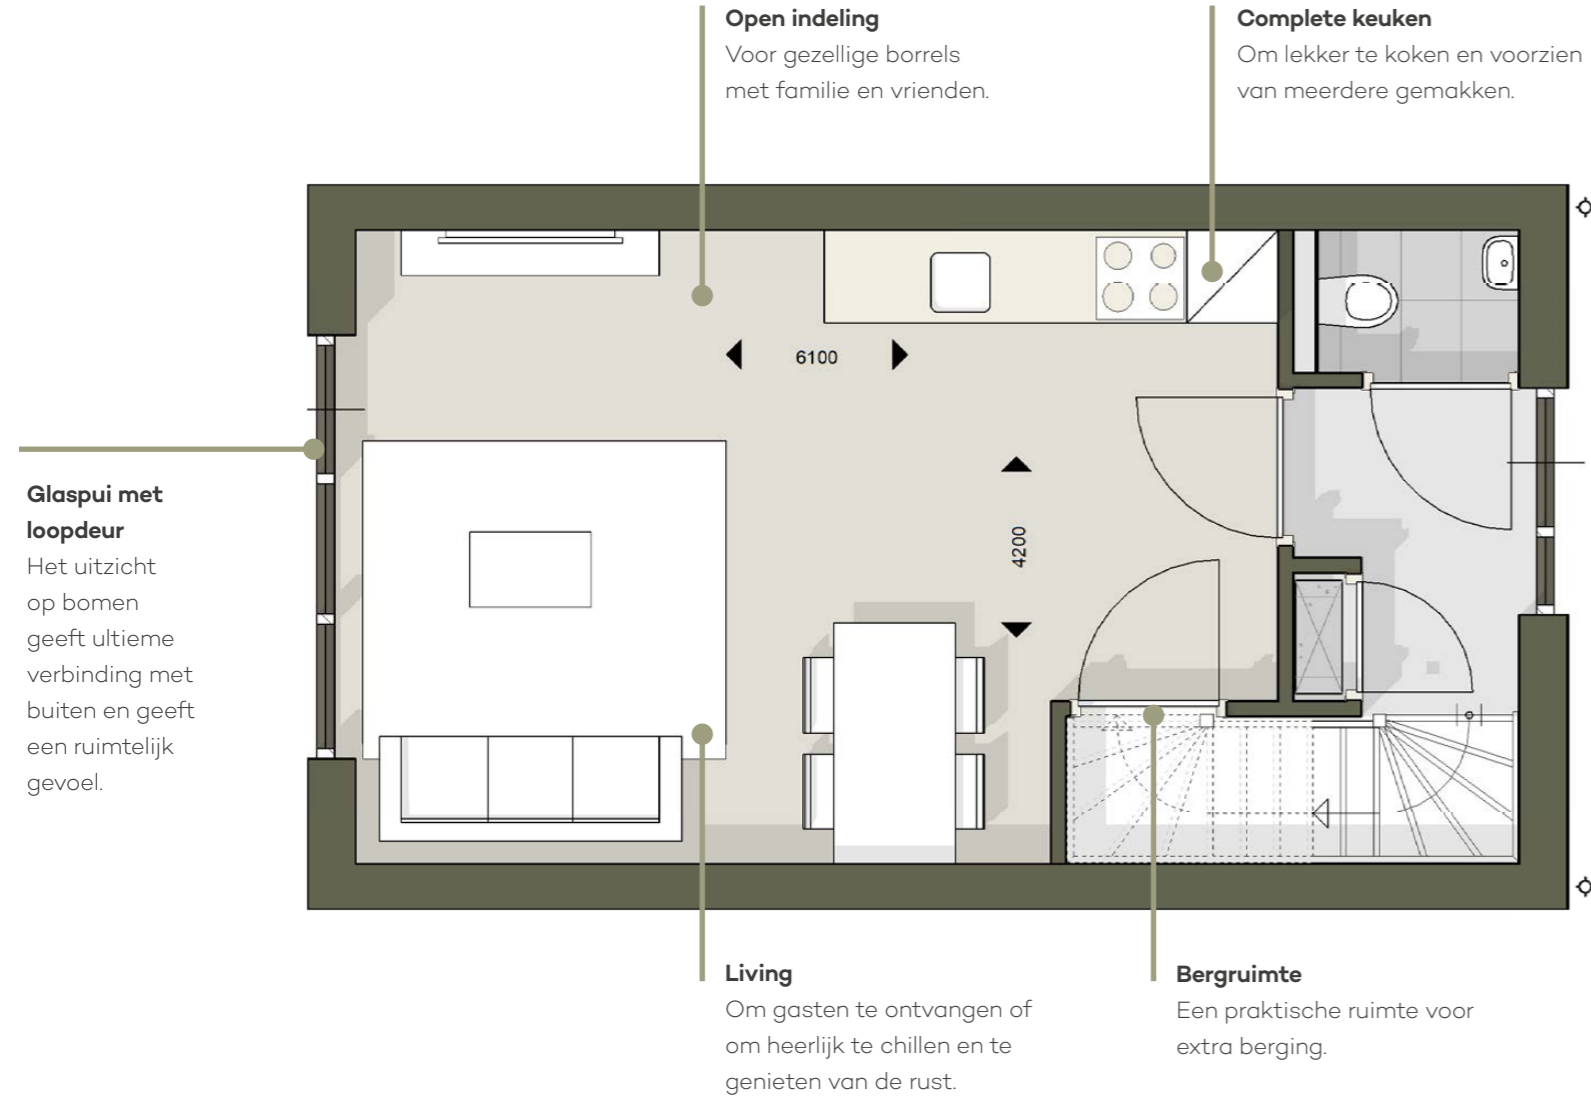 Open indeling
Voor gezellige borrels
met familie en vrienden.
Complete keuken
Om lekker te koken en voorzien
van meerdere gemakken.
6100
4200
Glaspui met
loopdeur
Het uitzicht
op bomen
geeft ultieme
verbinding met
buiten en geeft
een ruimtelijk
gevoel.
Living
Om gasten te ontvangen of
om heerlijk te chillen en te
genieten van de rust.
Bergruimte
Een praktische ruimte voor
extra berging.